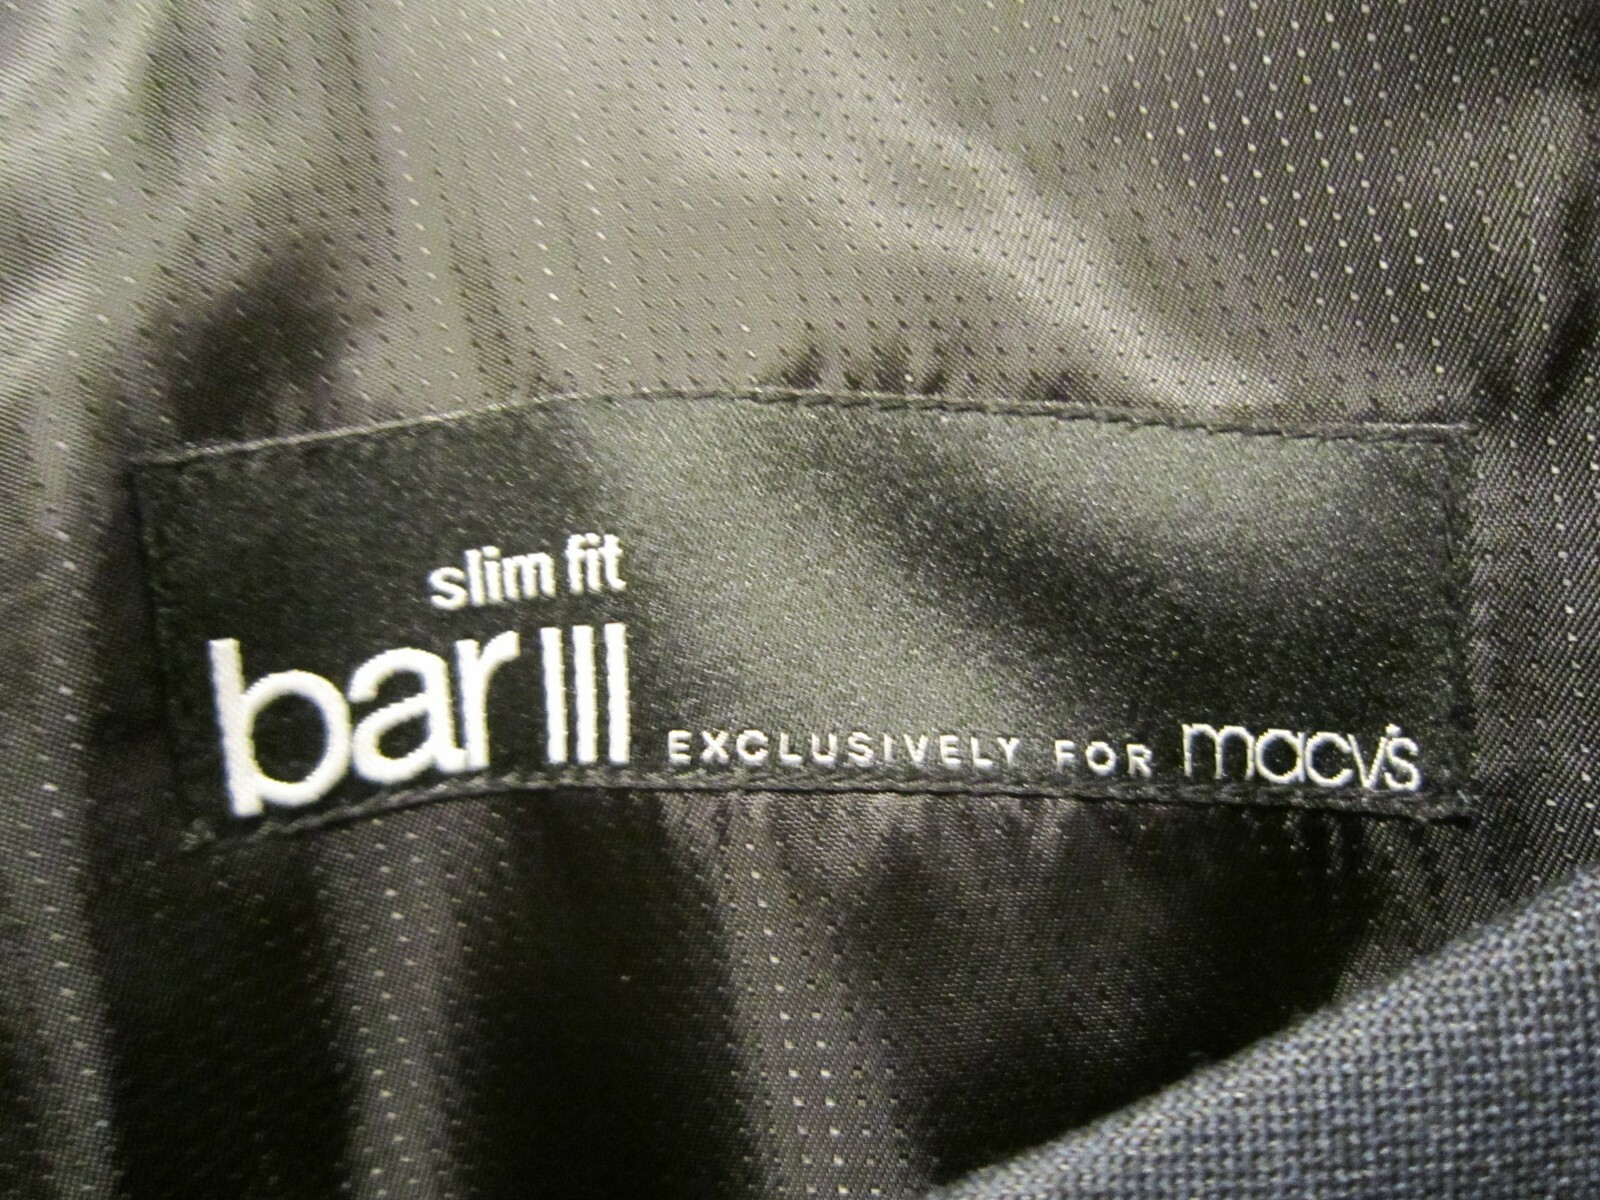 slim fit
bar III EXCLUSIVELY FOR macy's